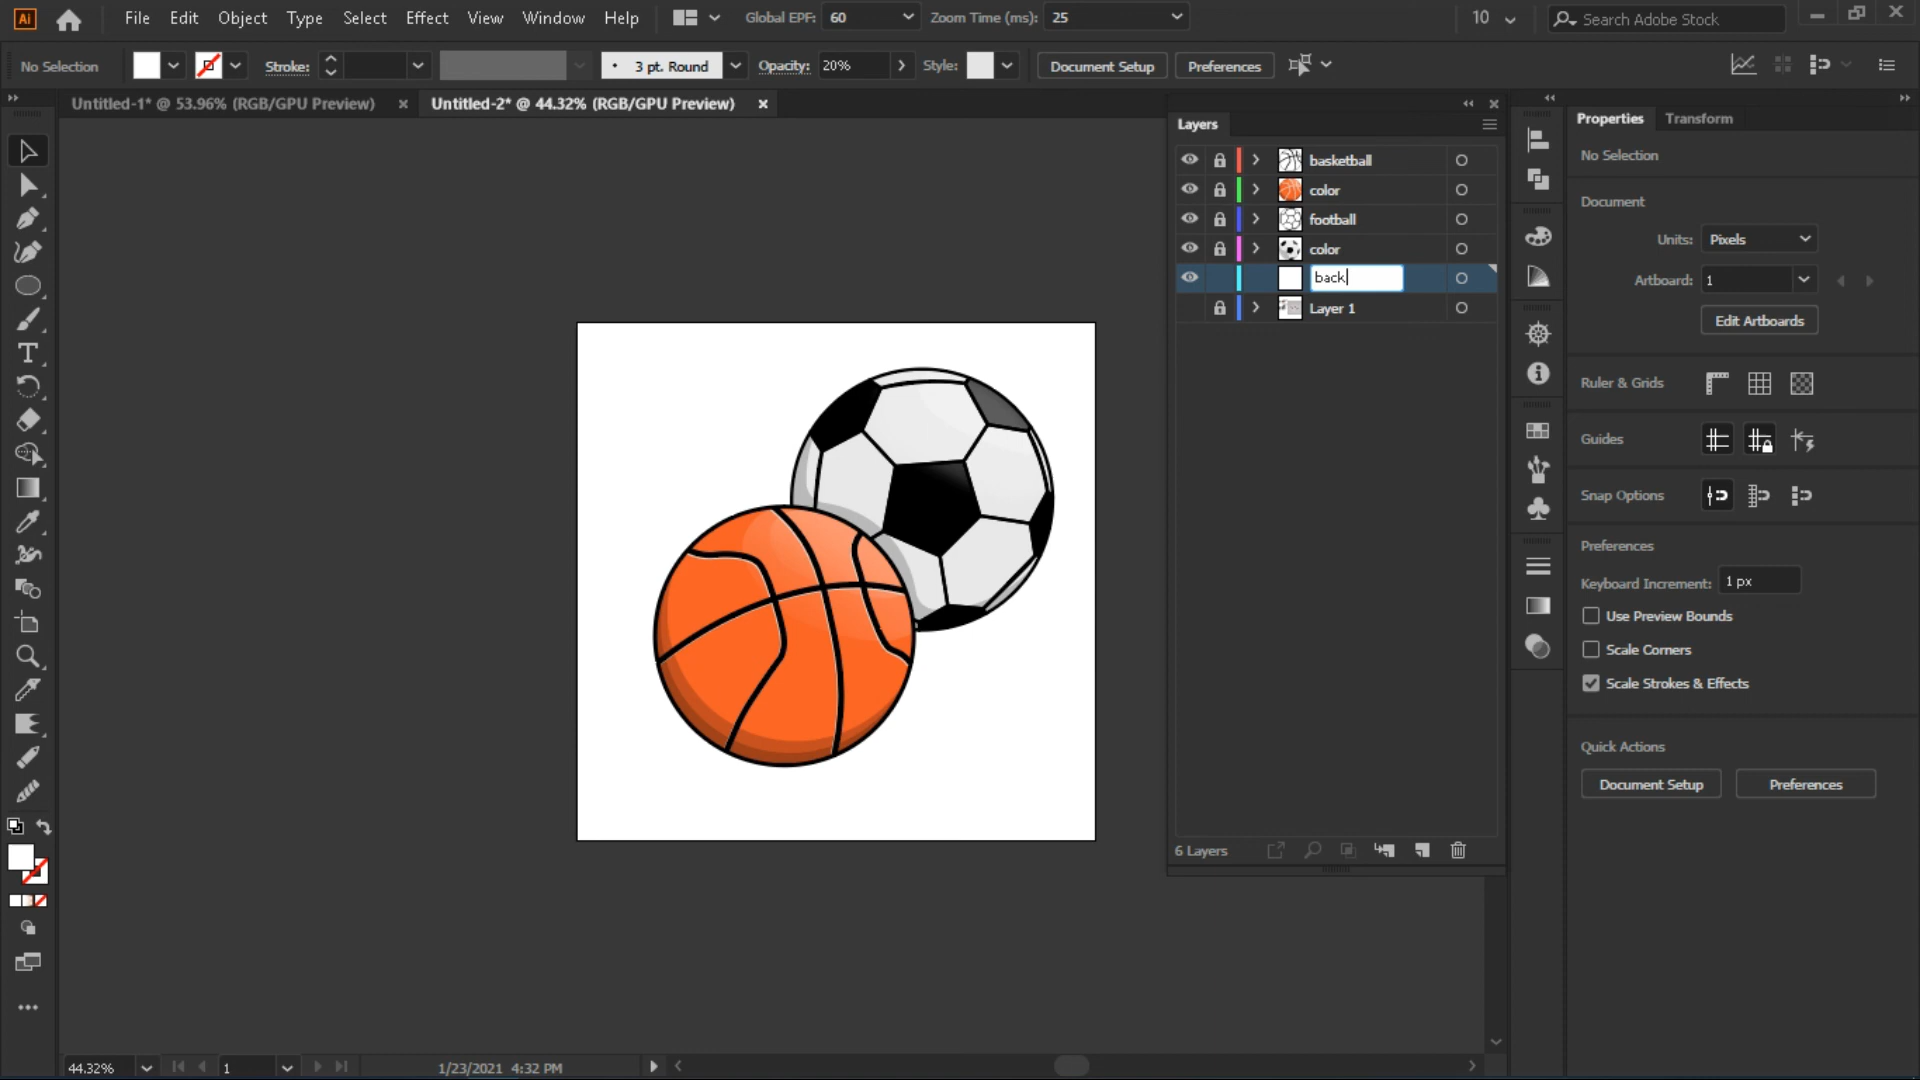 Ai File Edit Object Type Select Effect View Window Help Global EPF: 60 Zoom Time (ms): 25 10 Search Adobe Stock
No Selection Stroke: 3 pt. Round Opacity: 20% Style: Document Setup Preferences
Untitled-1* @ 53.96% (RGB/GPU Preview) Untitled-2* @ 44.32% (RGB/GPU Preview)
Layers
basketball
color
football
color
back
Layer 1
6 Layers
Properties Transform
No Selection
Document
Units: Pixels
Artboard: 1
Edit Artboards
Ruler & Grids
Guides
Snap Options
Preferences
Keyboard Increment: 1 px
Use Preview Bounds
Scale Corners
Scale Strokes & Effects
Quick Actions
Document Setup Preferences
44.32% 1 1/23/2021 4:32 PM